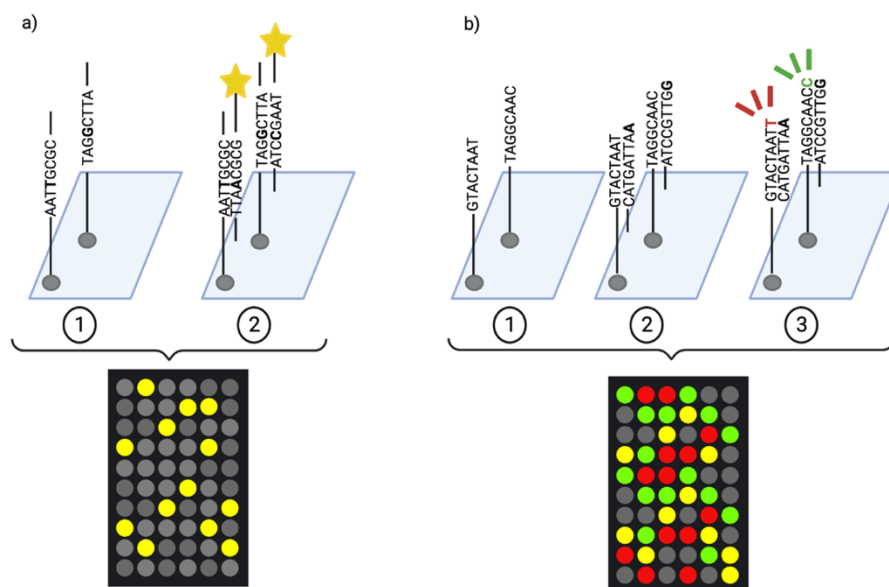 a)
b)
AATTGCGC
TAGGCTTA
AATTGCGC
TTAACGCG
TAGGCTTA
ATCCGAAT
GTACTAAT
TAGGCAAC
GTACTAAT
CATGATTAA
TAGGCAAC
ATCCGTTGG
GTACTAATT
CATGATTAA
TAGGCAACC
ATCCGTTGG
1
2
1
2
3